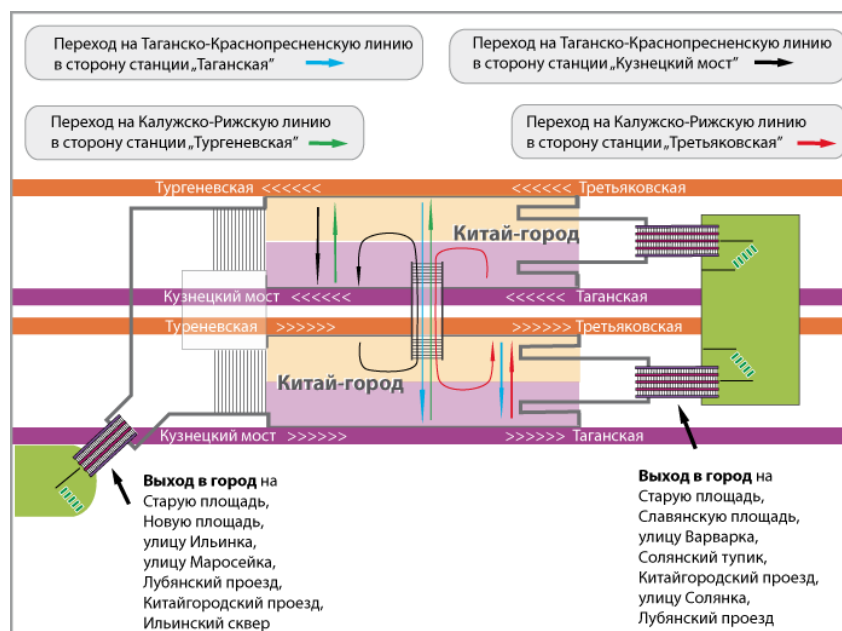 Переход на Таганско-Краснопресненскую линию
в сторону станции „Таганская”
Переход на Таганско-Краснопресненскую линию
в сторону станции „Кузнецкий мост”
Переход на Калужско-Рижскую линию
в сторону станции „Тургеневская”
Переход на Калужско-Рижскую линию
в сторону станции „Третьяковская”
Тургеневская <<<<<< <<<<<< Третьяковская
Китай-город
Кузнецкий мост <<<<<< <<<<<< Таганская
Туреневская >>>>>> >>>>>> Третьяковская
Китай-город
Кузнецкий мост >>>>>> >>>>>> Таганская
Выход в город на
Старую площадь,
Новую площадь,
улицу Ильинка,
улицу Маросейка,
Лубянский проезд,
Китайгородский проезд,
Ильинский сквер
Выход в город на
Старую площадь,
Славянскую площадь,
улицу Варварка,
Солянский тупик,
Китайгородский проезд,
улицу Солянка,
Лубянский проезд